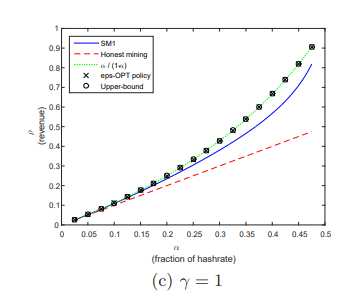 1
0.9
0.8
0.7
0.6
0.5
0.4
0.3
0.2
0.1
0
ρ
(revenue)
SM1
Honest mining
α / (1α)
eps-OPT policy
Upper-bound
0 0.05 0.1 0.15 0.2 0.25 0.3 0.35 0.4 0.45 0.5
α
(fraction of hashrate)
(c) γ = 1